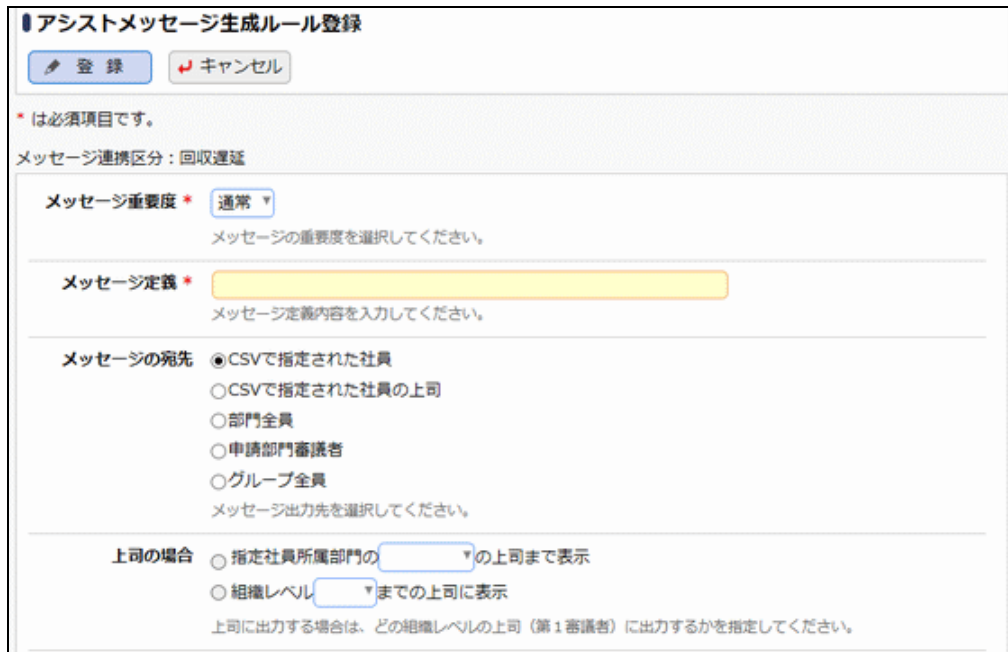 アシストメッセージ生成ルール登録
登 録 キャンセル
* は必須項目です。
メッセージ連携区分：回収遅延
メッセージ重要度 * 通常
メッセージの重要度を選択してください。
メッセージ定義 *
メッセージ定義内容を入力してください。
メッセージの宛先 CSVで指定された社員
CSVで指定された社員の上司
部門全員
申請部門審議者
グループ全員
メッセージ出力先を選択してください。
上司の場合 指定社員所属部門の の上司まで表示
組織レベル までの上司に表示
上司に出力する場合は、どの組織レベルの上司（第１審議者）に出力するかを指定してください。